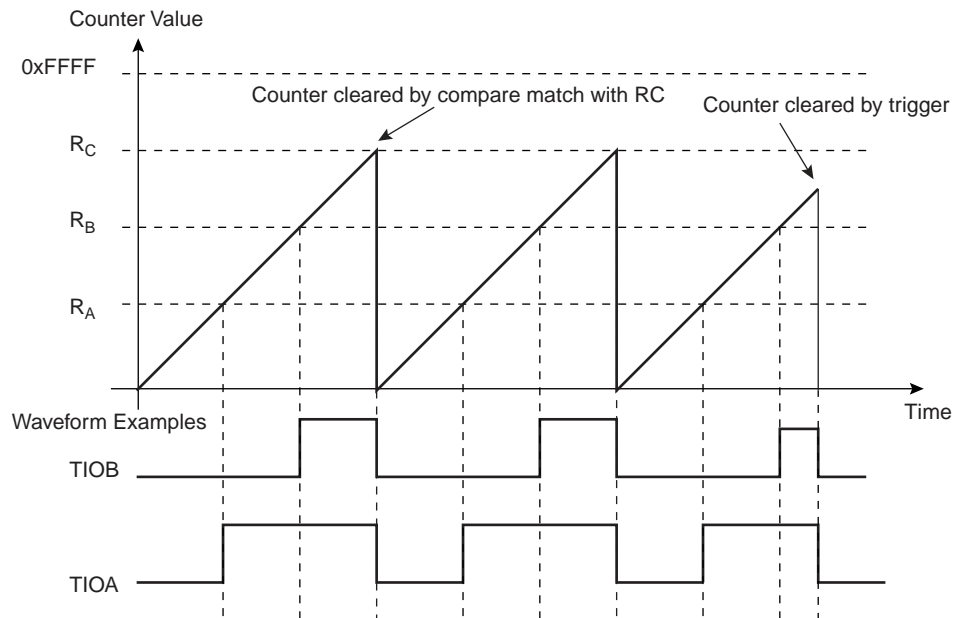 Counter Value
0xFFFF
Counter cleared by compare match with RC
Counter cleared by trigger
RC
RB
RA
Time
Waveform Examples
TIOB
TIOA